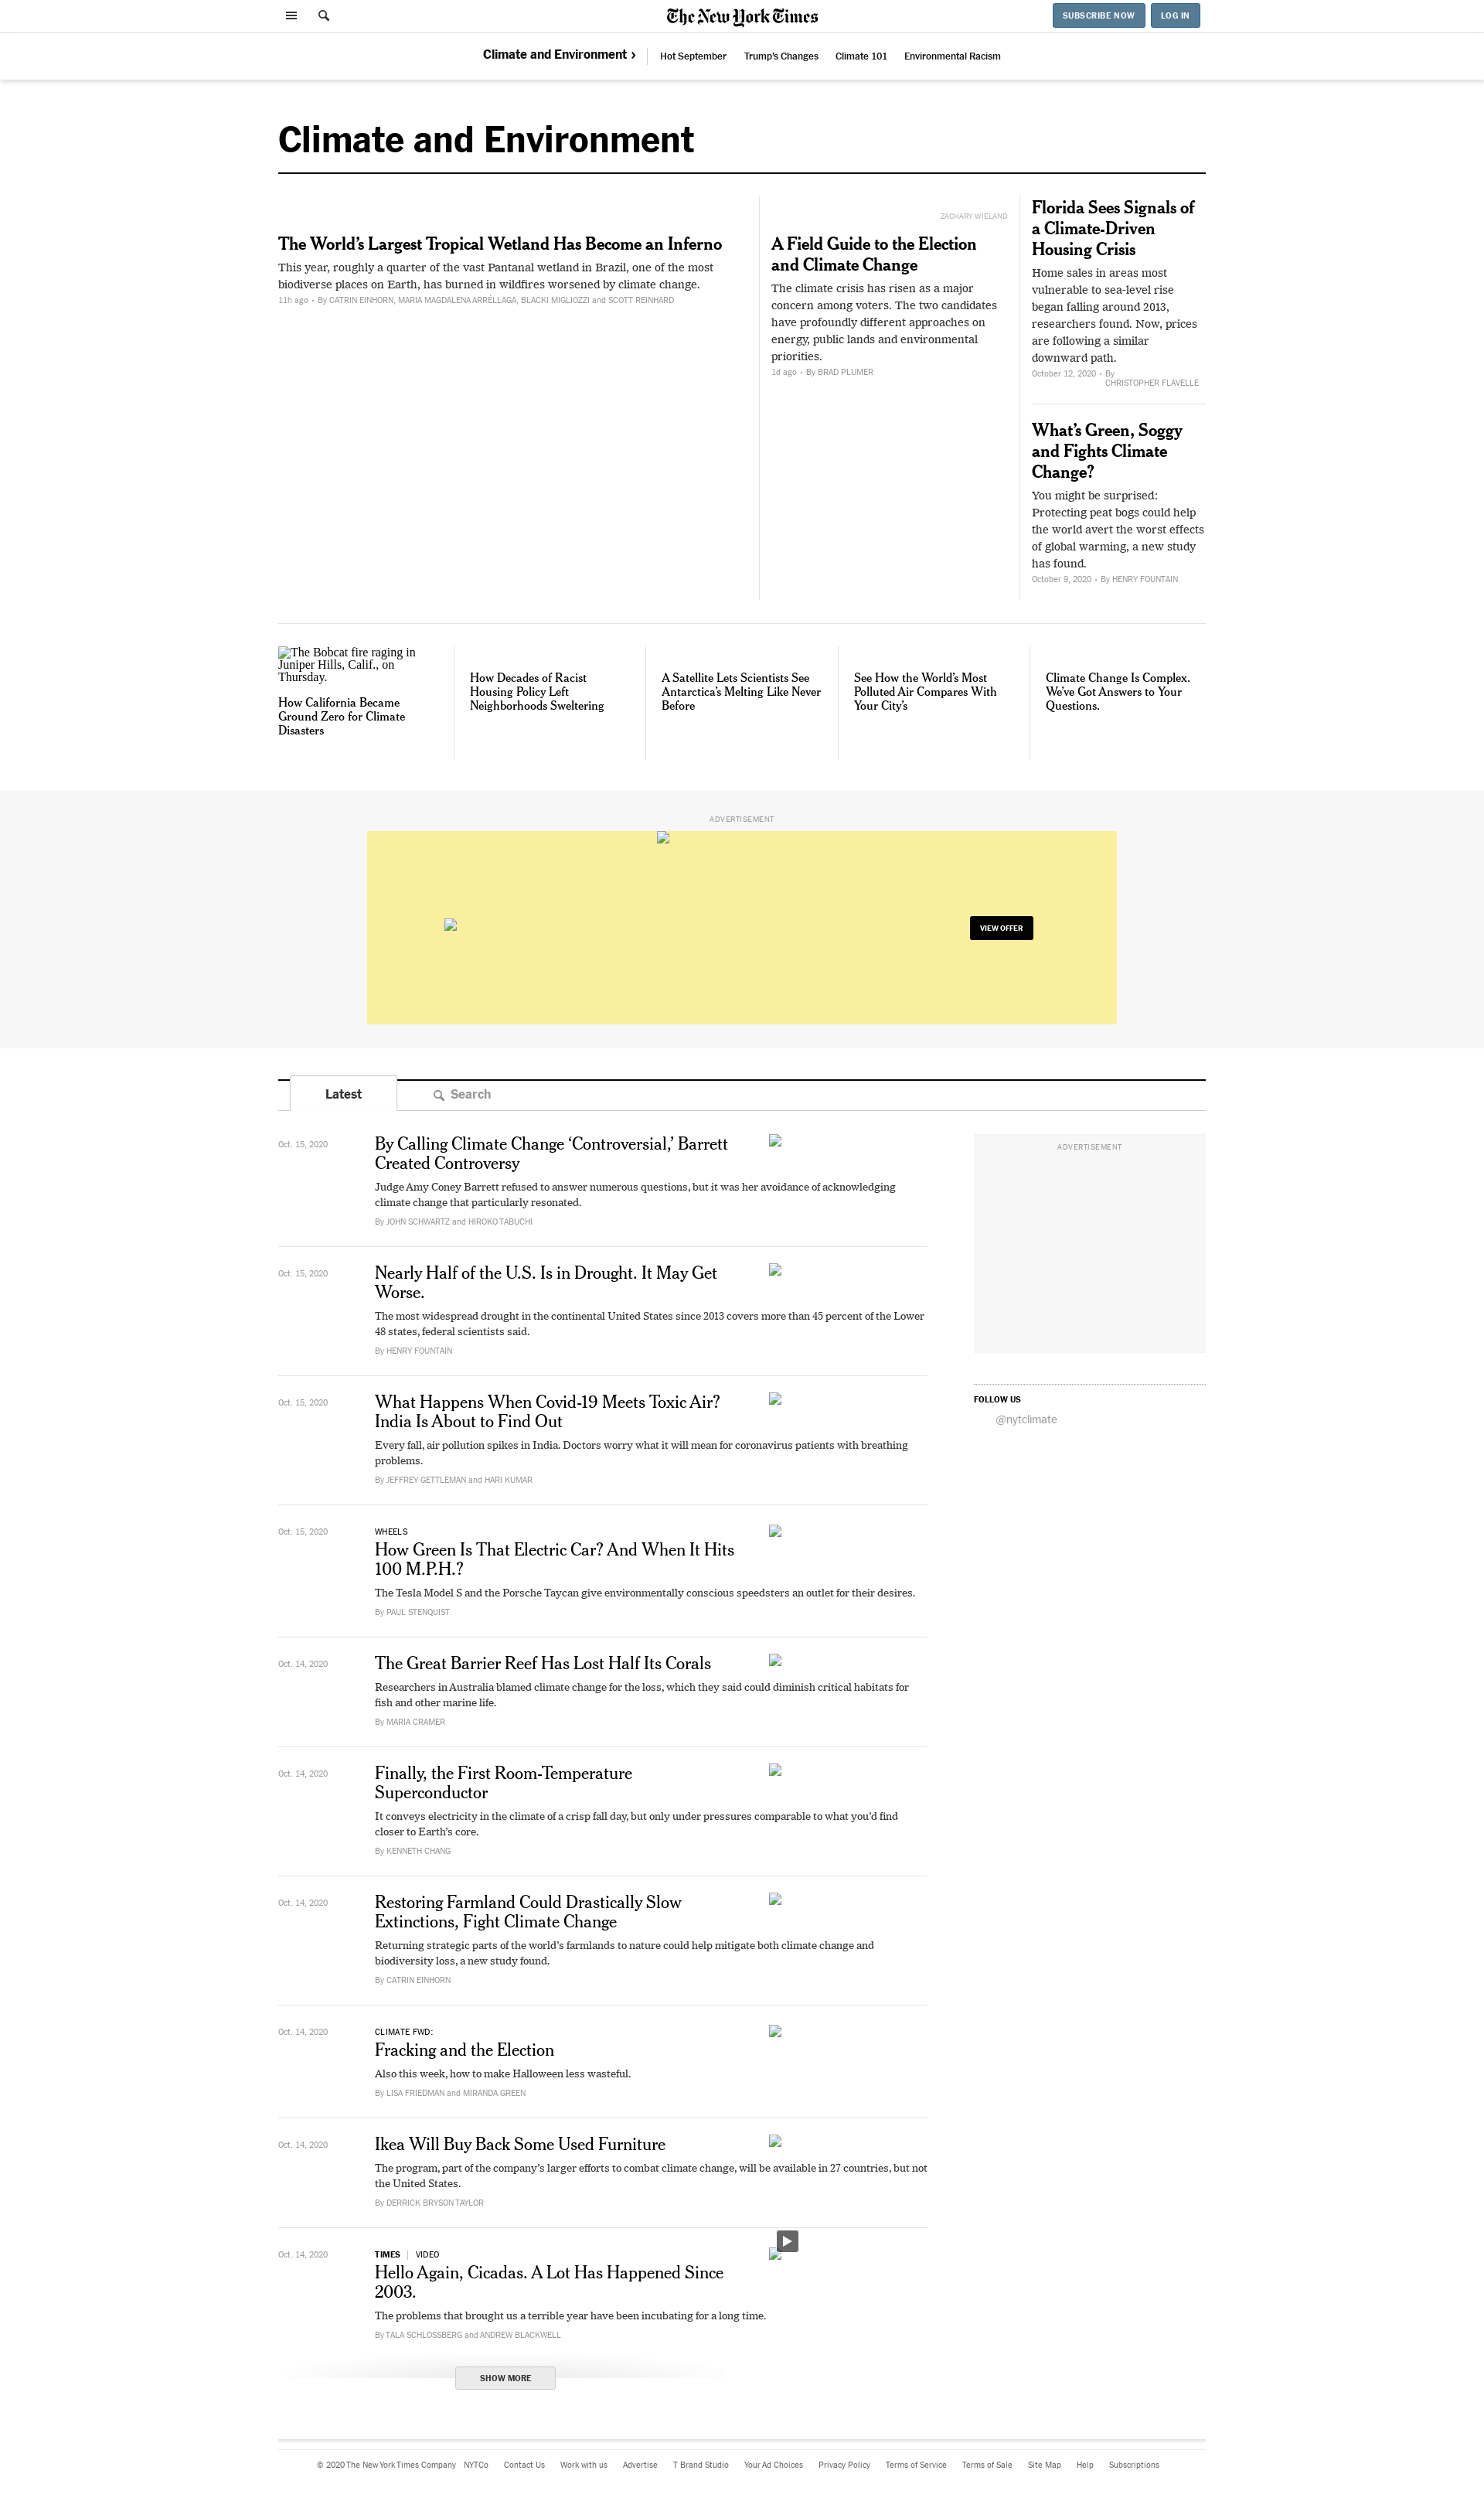 The New York Times
SUBSCRIBE NOW
LOG IN
Climate and Environment ›
Hot September
Trump's Changes
Climate 101
Environmental Racism
Climate and Environment
The World's Largest Tropical Wetland Has Become an Inferno
This year, roughly a quarter of the vast Pantanal wetland in Brazil, one of the most
biodiverse places on Earth, has burned in wildfires worsened by climate change.
11h ago • By CATRIN EINHORN, MARIA MAGDALENA ARRÉLLAGA, BLACKI MIGLIOZZI and SCOTT REINHARD
ZACHARY WIELAND
A Field Guide to the Election
and Climate Change
The climate crisis has risen as a major
concern among voters. The two candidates
have profoundly different approaches on
energy, public lands and environmental
priorities.
1d ago • By BRAD PLUMER
Florida Sees Signals of
a Climate-Driven
Housing Crisis
Home sales in areas most
vulnerable to sea-level rise
began falling around 2013,
researchers found. Now, prices
are following a similar
downward path.
October 12, 2020 • By
CHRISTOPHER FLAVELLE
What's Green, Soggy
and Fights Climate
Change?
You might be surprised:
Protecting peat bogs could help
the world avert the worst effects
of global warming, a new study
has found.
October 9, 2020 • By HENRY FOUNTAIN
The Bobcat fire raging in
Juniper Hills, Calif., on
Thursday.
How California Became
Ground Zero for Climate
Disasters
How Decades of Racist
Housing Policy Left
Neighborhoods Sweltering
A Satellite Lets Scientists See
Antarctica's Melting Like Never
Before
See How the World's Most
Polluted Air Compares With
Your City's
Climate Change Is Complex.
We've Got Answers to Your
Questions.
ADVERTISEMENT
VIEW OFFER
Latest
Search
Oct. 15, 2020
By Calling Climate Change ‘Controversial,’ Barrett
Created Controversy
Judge Amy Coney Barrett refused to answer numerous questions, but it was her avoidance of acknowledging
climate change that particularly resonated.
By JOHN SCHWARTZ and HIROKO TABUCHI
ADVERTISEMENT
Oct. 15, 2020
Nearly Half of the U.S. Is in Drought. It May Get
Worse.
The most widespread drought in the continental United States since 2013 covers more than 45 percent of the Lower
48 states, federal scientists said.
By HENRY FOUNTAIN
FOLLOW US
@nytclimate
Oct. 15, 2020
What Happens When Covid-19 Meets Toxic Air?
India Is About to Find Out
Every fall, air pollution spikes in India. Doctors worry what it will mean for coronavirus patients with breathing
problems.
By JEFFREY GETTLEMAN and HARI KUMAR
Oct. 15, 2020
WHEELS
How Green Is That Electric Car? And When It Hits
100 M.P.H.?
The Tesla Model S and the Porsche Taycan give environmentally conscious speedsters an outlet for their desires.
By PAUL STENQUIST
Oct. 14, 2020
The Great Barrier Reef Has Lost Half Its Corals
Researchers in Australia blamed climate change for the loss, which they said could diminish critical habitats for
fish and other marine life.
By MARIA CRAMER
Oct. 14, 2020
Finally, the First Room-Temperature
Superconductor
It conveys electricity in the climate of a crisp fall day, but only under pressures comparable to what you'd find
closer to Earth's core.
By KENNETH CHANG
Oct. 14, 2020
Restoring Farmland Could Drastically Slow
Extinctions, Fight Climate Change
Returning strategic parts of the world's farmlands to nature could help mitigate both climate change and
biodiversity loss, a new study found.
By CATRIN EINHORN
Oct. 14, 2020
CLIMATE FWD:
Fracking and the Election
Also this week, how to make Halloween less wasteful.
By LISA FRIEDMAN and MIRANDA GREEN
Oct. 14, 2020
Ikea Will Buy Back Some Used Furniture
The program, part of the company's larger efforts to combat climate change, will be available in 27 countries, but not
the United States.
By DERRICK BRYSON TAYLOR
Oct. 14, 2020
TIMES | VIDEO
Hello Again, Cicadas. A Lot Has Happened Since
2003.
The problems that brought us a terrible year have been incubating for a long time.
By TALA SCHLOSSBERG and ANDREW BLACKWELL
SHOW MORE
© 2020 The New York Times Company
NYTCo
Contact Us
Work with us
Advertise
T Brand Studio
Your Ad Choices
Privacy Policy
Terms of Service
Terms of Sale
Site Map
Help
Subscriptions